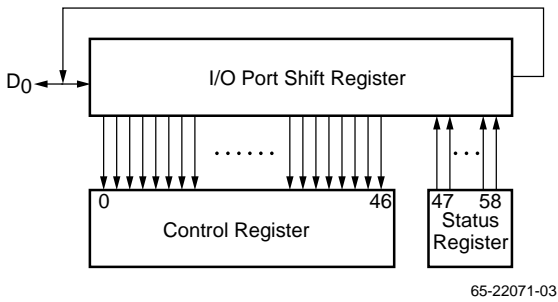 D0
I/O Port Shift Register
......
...
0 46
Control Register
47 58
Status
Register
65-22071-03